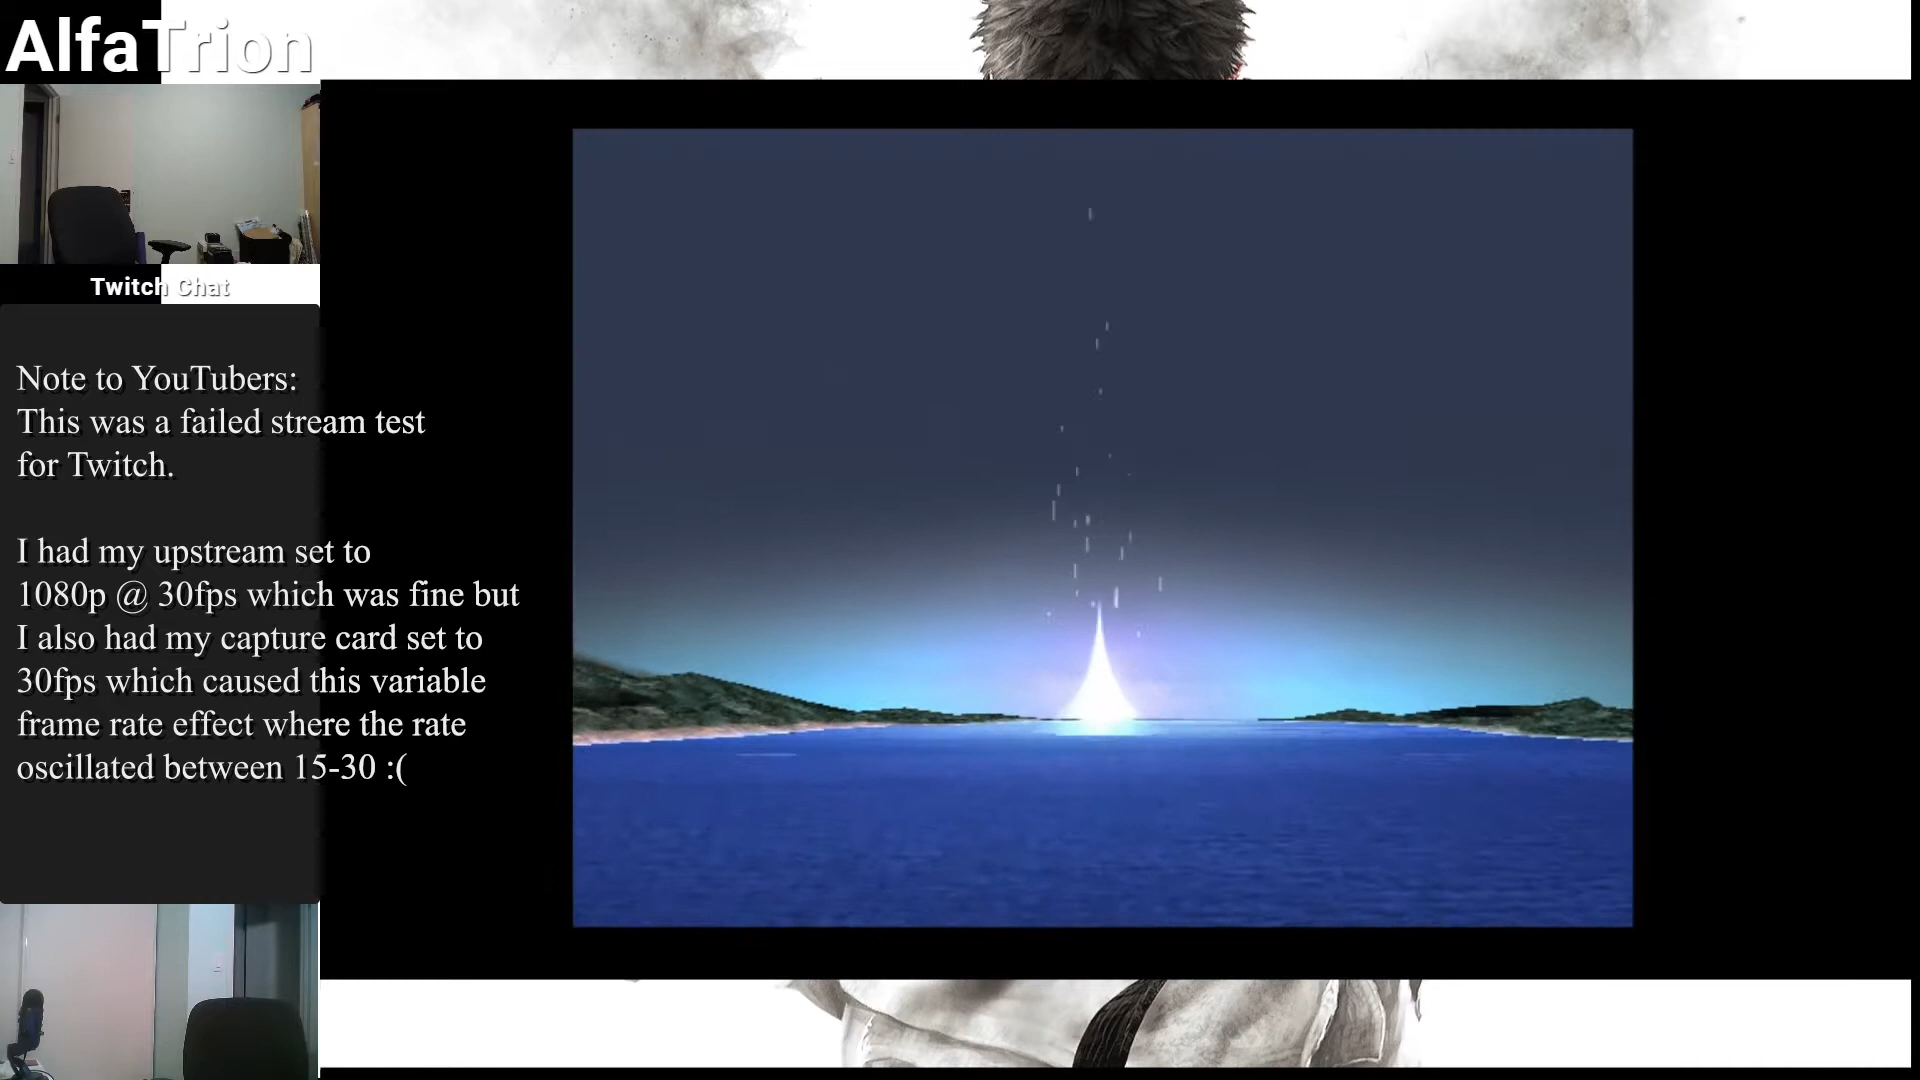 AlfaTrion
Twitch Chat
Note to YouTubers:
This was a failed stream test
for Twitch.
I had my upstream set to
1080p @ 30fps which was fine but
I also had my capture card set to
30fps which caused this variable
frame rate effect where the rate
oscillated between 15-30 :(